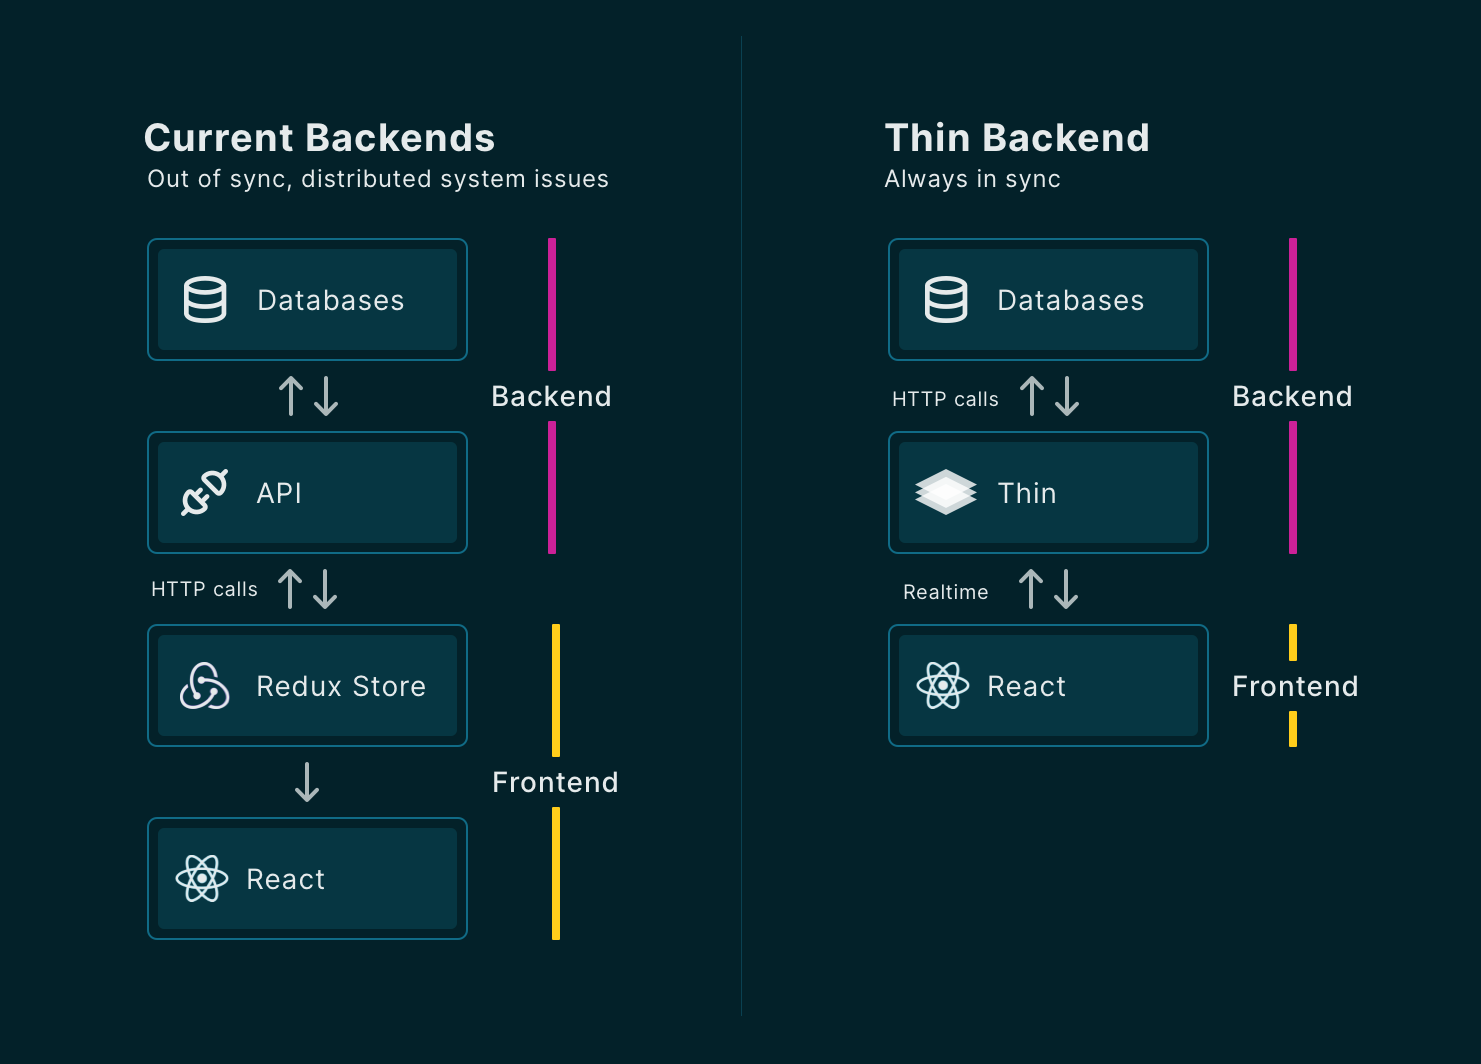 Current Backends
Out of sync, distributed system issues
Databases
Backend
API
HTTP calls
Redux Store
Frontend
React
Thin Backend
Always in sync
Databases
HTTP calls
Backend
Thin
Realtime
React
Frontend